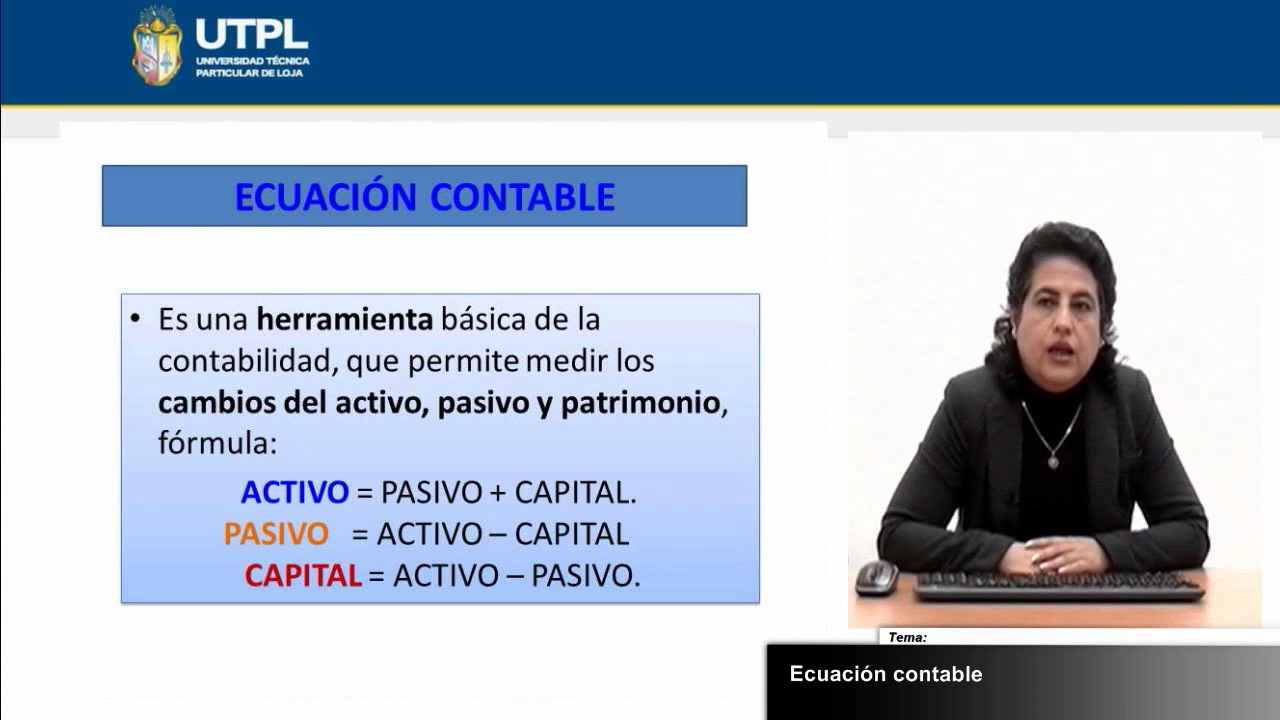 UTPL
UNIVERSIDAD TÉCNICA
PARTICULAR DE LOJA
ECUACIÓN CONTABLE
• Es una herramienta básica de la
contabilidad, que permite medir los
cambios del activo, pasivo y patrimonio,
fórmula:
ACTIVO = PASIVO + CAPITAL.
PASIVO = ACTIVO – CAPITAL
CAPITAL = ACTIVO – PASIVO.
Tema:
Ecuación contable